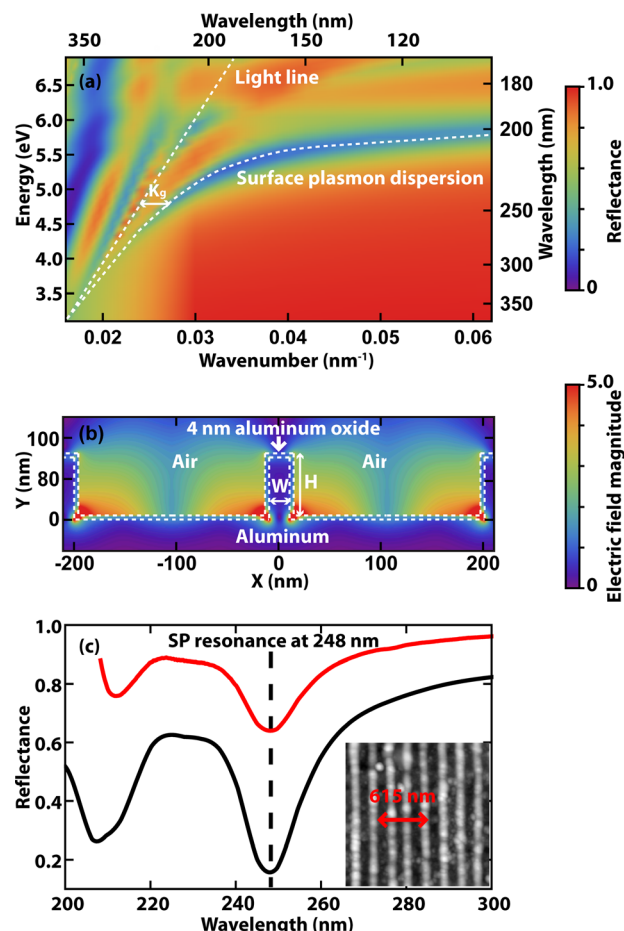 Wavelength (nm)
350 200 150 120
(a)
Light line
Kg
Surface plasmon dispersion
6.5
6.0
5.5
5.0
4.5
4.0
3.5
Energy (eV)
180
200
250
300
350
Wavelength (nm)
0.02 0.03 0.04 0.05 0.06
Wavenumber (nm-1)
1.0
0
Reflectance
(b)
4 nm aluminum oxide
Air
W
H
Air
Aluminum
100
80
0
Y (nm)
-200 -100 0 100 200
X (nm)
5.0
0
Electric field magnitude
(c)
SP resonance at 248 nm
1.0
0.8
0.6
0.4
0.2
Reflectance
615 nm
200 220 240 260 280 300
Wavelength (nm)